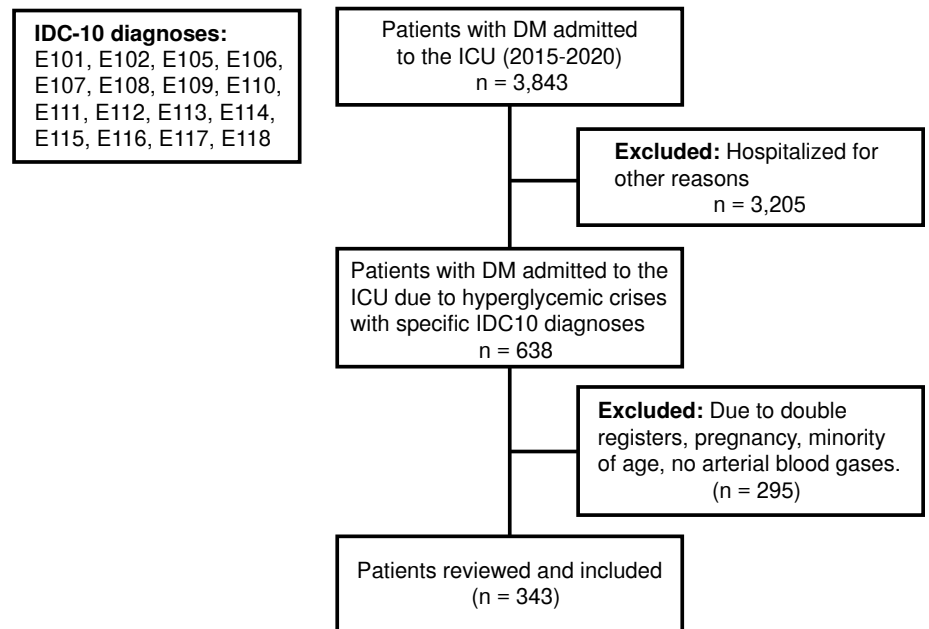 IDC-10 diagnoses:
E101, E102, E105, E106,
E107, E108, E109, E110,
E111, E112, E113, E114,
E115, E116, E117, E118
Patients with DM admitted
to the ICU (2015-2020)
n = 3,843
Excluded: Hospitalized for
other reasons
n = 3,205
Patients with DM admitted to the
ICU due to hyperglycemic crises
with specific IDC10 diagnoses
n = 638
Excluded: Due to double
registers, pregnancy, minority
of age, no arterial blood gases.
(n = 295)
Patients reviewed and included
(n = 343)